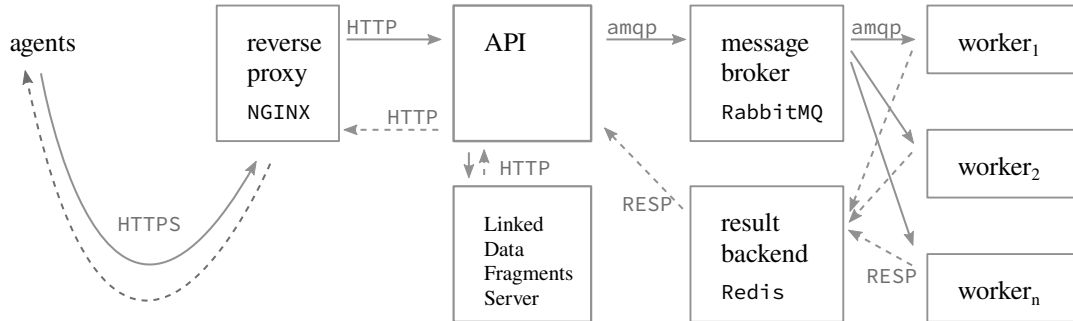 agents
HTTPS
reverse
proxy
NGINX
HTTP
HTTP
API
HTTP
Linked
Data
Fragments
Server
amqp
RESP
message
broker
RabbitMQ
result
backend
Redis
amqp
RESP
worker₁
worker₂
workerₙ